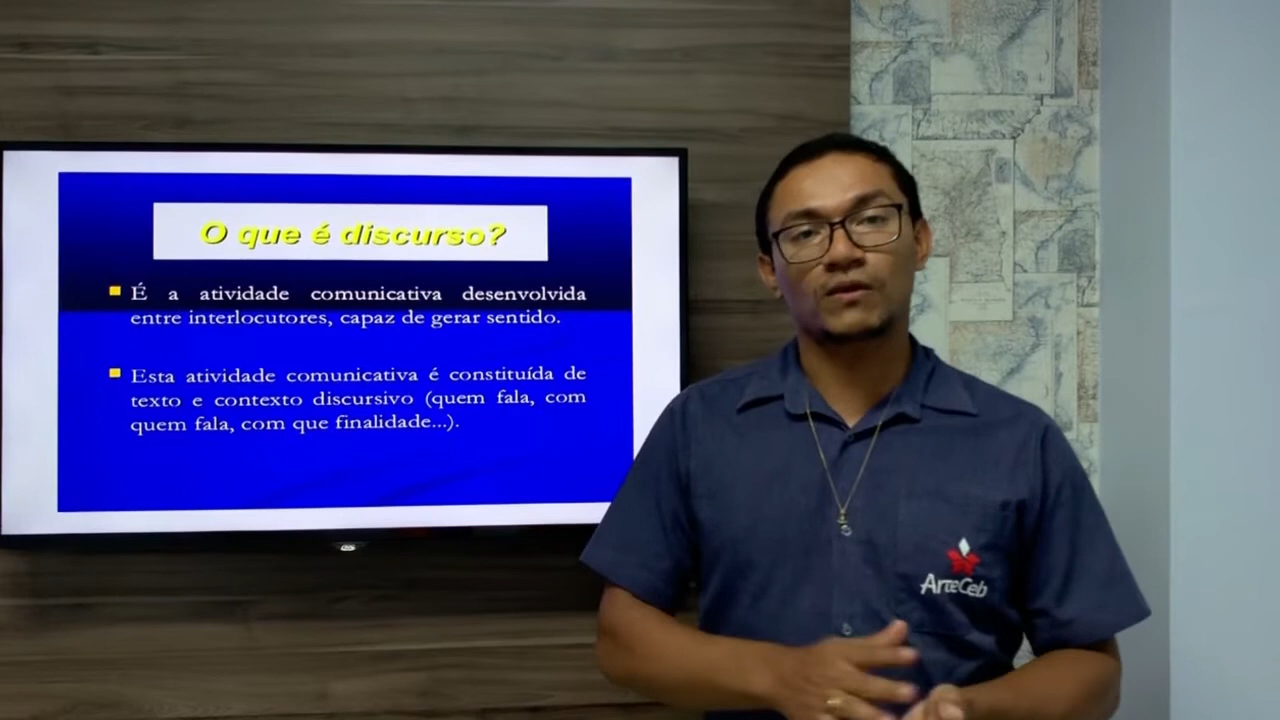 O que é discurso?
É a atividade comunicativa desenvolvida
entre interlocutores, capaz de gerar sentido.
Esta atividade comunicativa é constituída de
texto e contexto discursivo (quem fala, com
quem fala, com que finalidade...).
ArteCeb